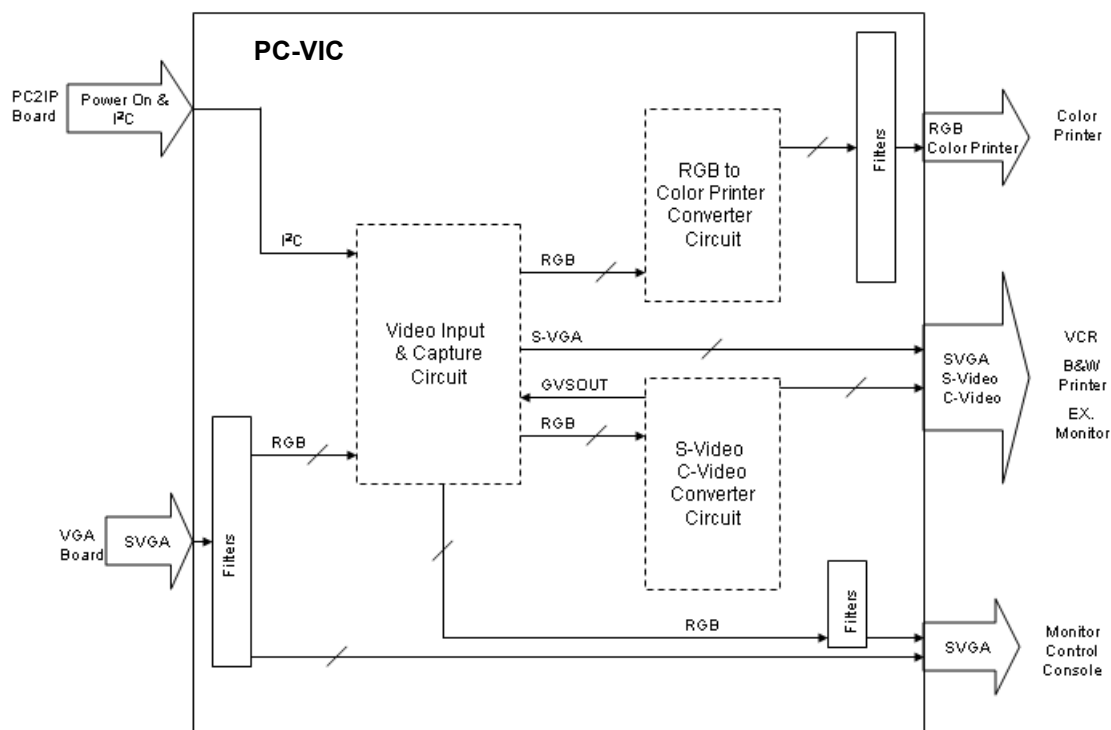 PC-VIC
PC2IP
Board
Power On &
I²C
I²C
RGB to
Color Printer
Converter
Circuit
Filters
RGB
Color Printer
Color
Printer
Video Input
& Capture
Circuit
RGB
S-VGA
GVSOUT
RGB
S-Video
C-Video
Converter
Circuit
SVGA
S-Video
C-Video
VCR
B&W
Printer
EX.
Monitor
VGA
Board
SVGA
Filters
RGB
RGB
Filters
SVGA
Monitor
Control
Console